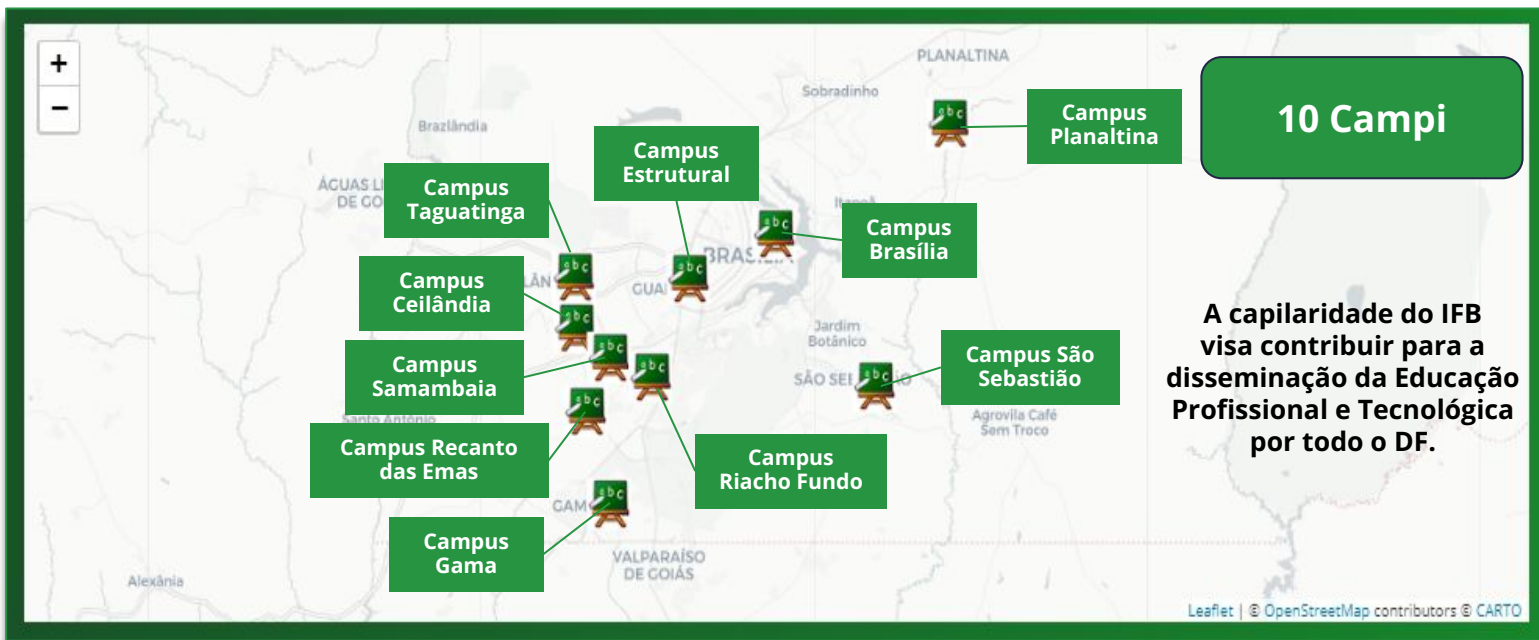 +
−
PLANALTINA
Sobradinho
Campus
Planaltina
10 Campi
Brazlândia
Campus
Estrutural
Campus
Taguatinga
Campus
Brasília
Campus
Ceilândia
Jardim
Botânico
A capilaridade do IFB
visa contribuir para a
disseminação da Educação
Profissional e Tecnológica
por todo o DF.
Campus
Samambaia
Campus São
Sebastião
Santo Antônio
Agrovila Café
Sem Troco
Campus Recanto
das Emas
Campus
Riacho Fundo
Campus
Gama
VALPARAÍSO
DE GOIÁS
Alexânia
Leaflet | © OpenStreetMap contributors © CARTO